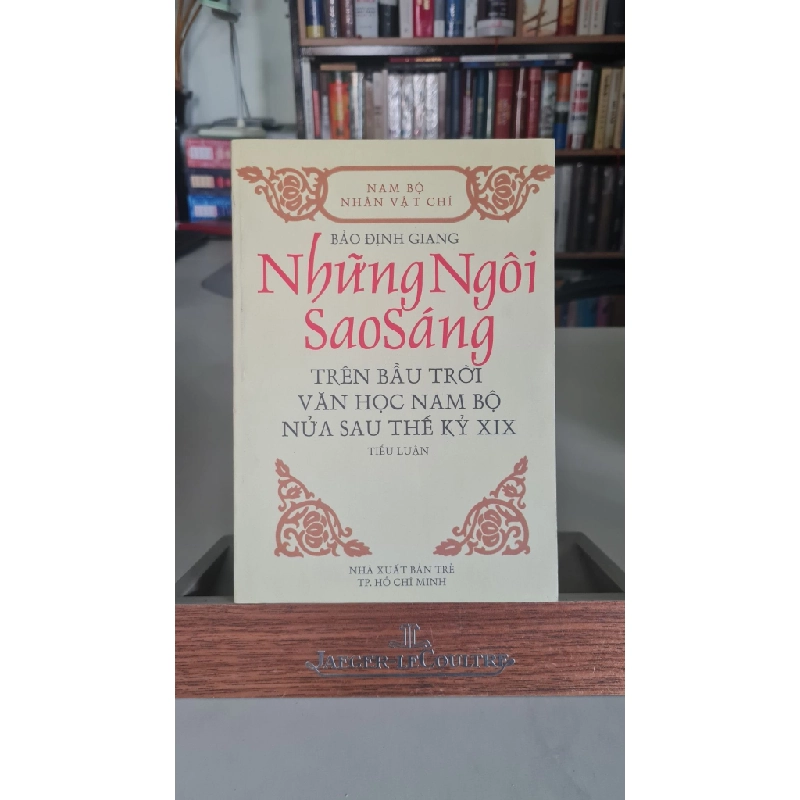 NAM BỘ
NHÂN VẬT CHÍ
BẢO ĐỊNH GIANG
Những Ngôi
Sao Sáng
TRÊN BẦU TRỜI
VĂN HỌC NAM BỘ
NỬA SAU THẾ KỶ XIX
TIỂU LUẬN
NHÀ XUẤT BẢN TRẺ
TP. HỒ CHÍ MINH
JAEGER-LECOULTRE